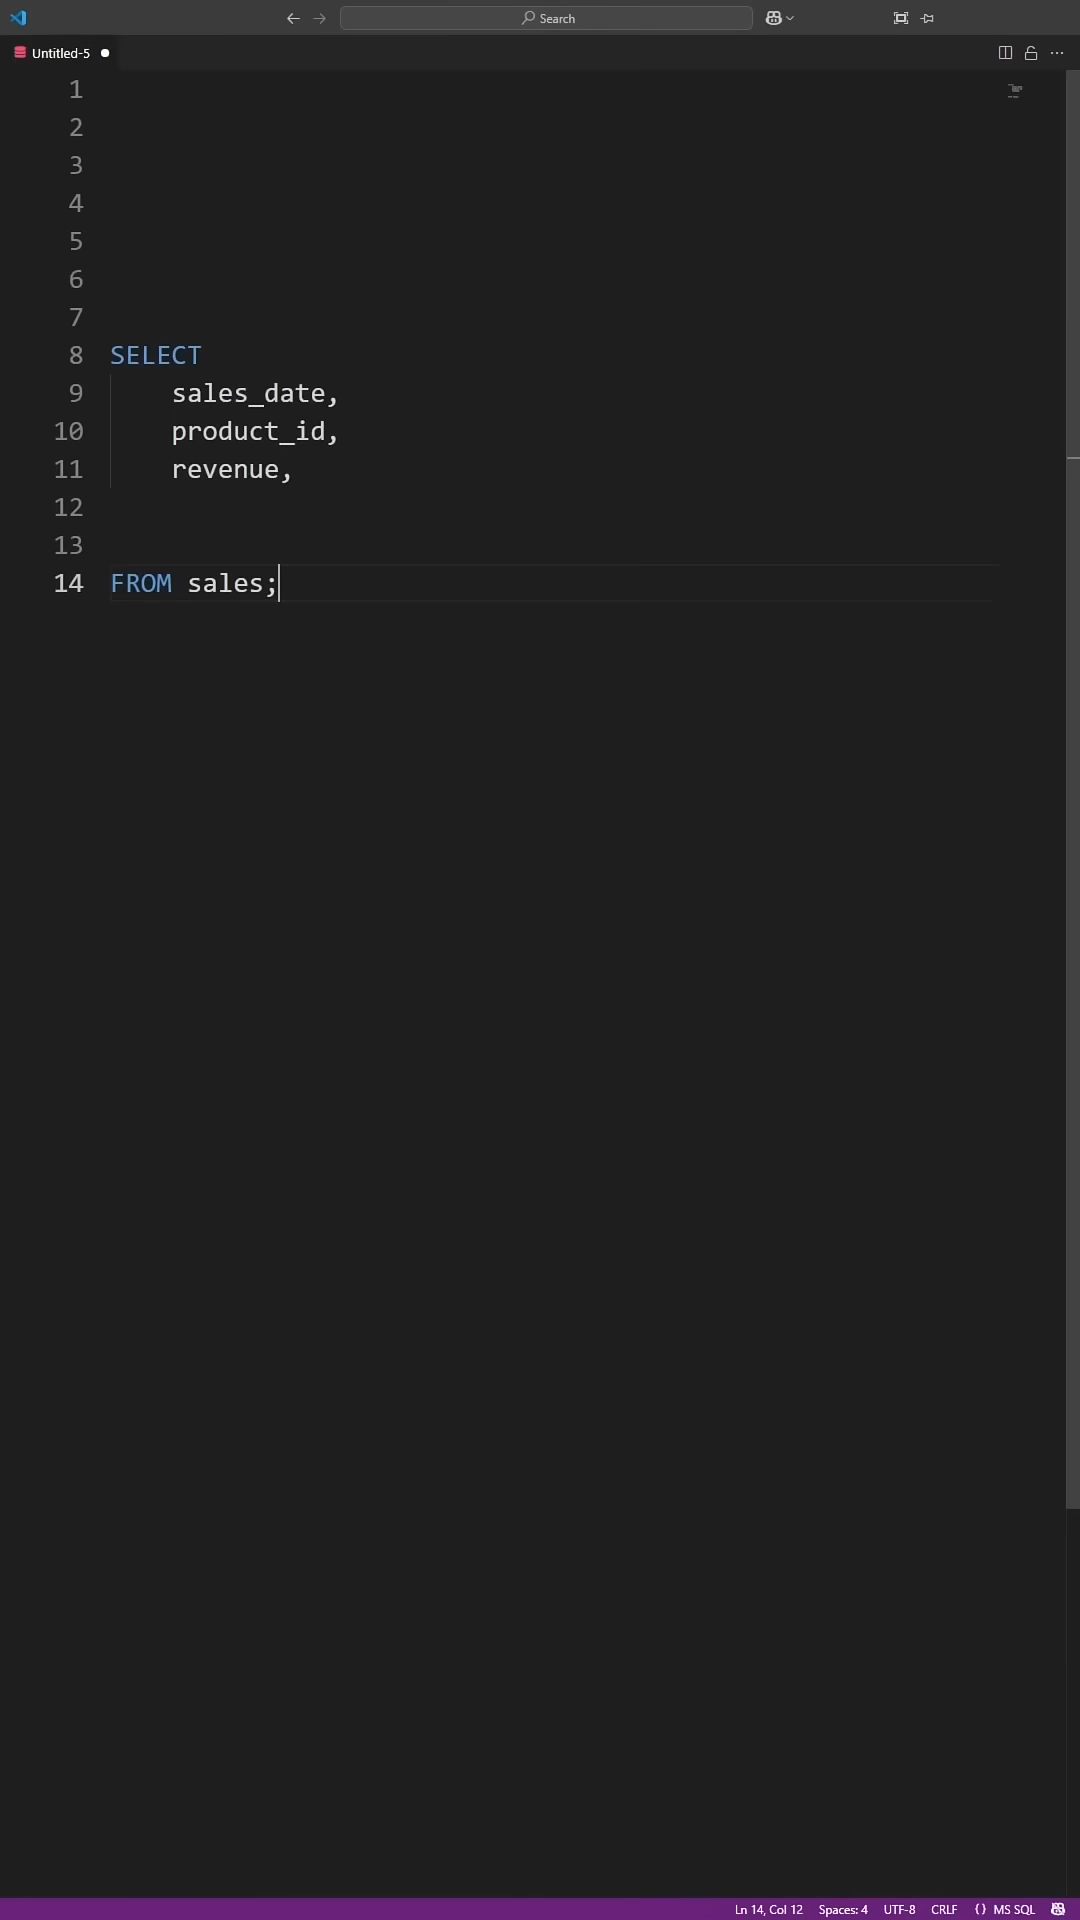 Search
Untitled-5
1
2
3
4
5
6
7
8 SELECT
9 sales_date,
10 product_id,
11 revenue,
12
13
14 FROM sales;
Ln 14, Col 12 Spaces: 4 UTF-8 CRLF {} MS SQL